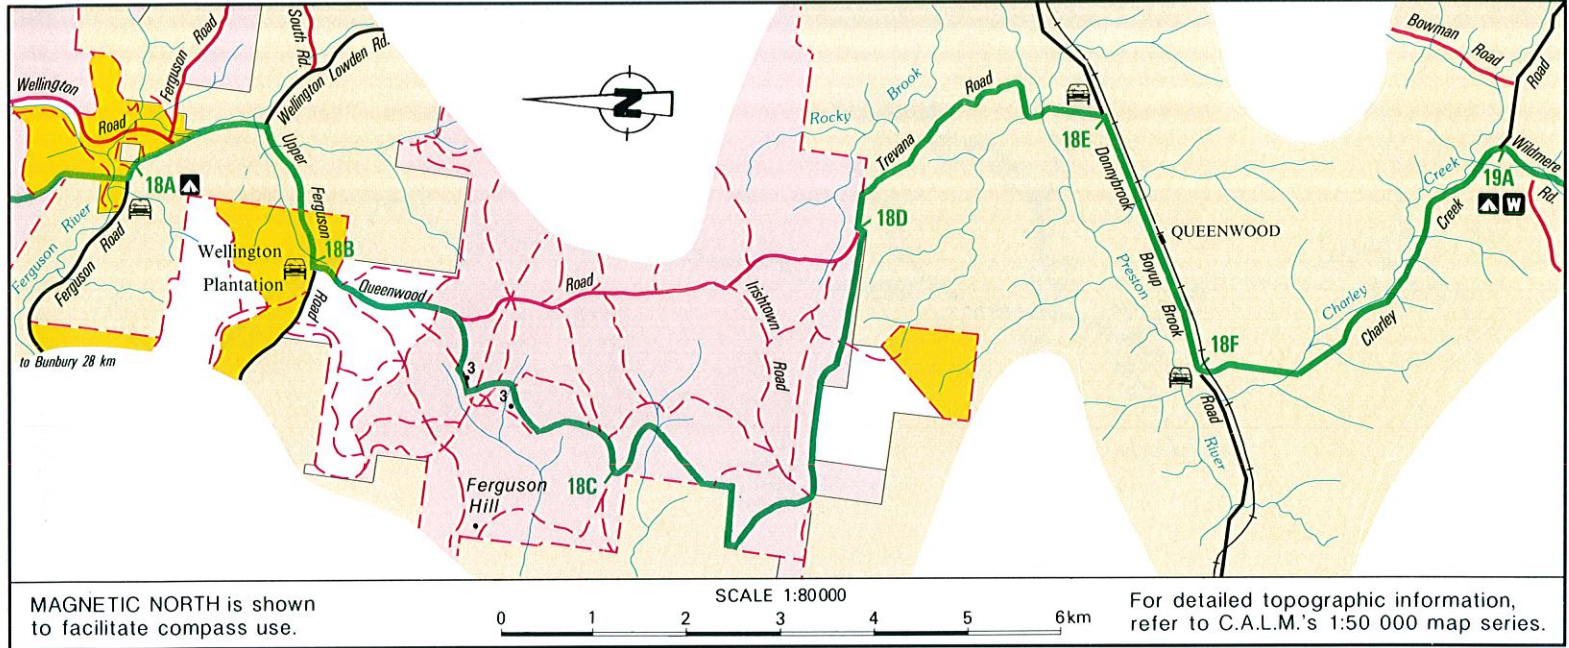 Wellington
Road
Ferguson Road
South Rd.
Wellington Lowden Rd.
18A
Ferguson River
Ferguson Road
to Bunbury 28 km
Upper
Ferguson
Road
18B
Wellington
Plantation
Queenwood
Road
3
3
Ferguson
Hill
18C
N
Irishtown
Road
Rocky
Brook
Trevana
Road
18D
18E
Donnybrook
Boyup
Brook
Road
QUEENWOOD
Preston
River
18F
Charley
Creek
Charley
Creek
Bowman Road
Road
Wildmere
Rd.
19A
W
MAGNETIC NORTH is shown
to facilitate compass use.
SCALE 1:80000
0 1 2 3 4 5 6km
For detailed topographic information,
refer to C.A.L.M.'s 1:50 000 map series.